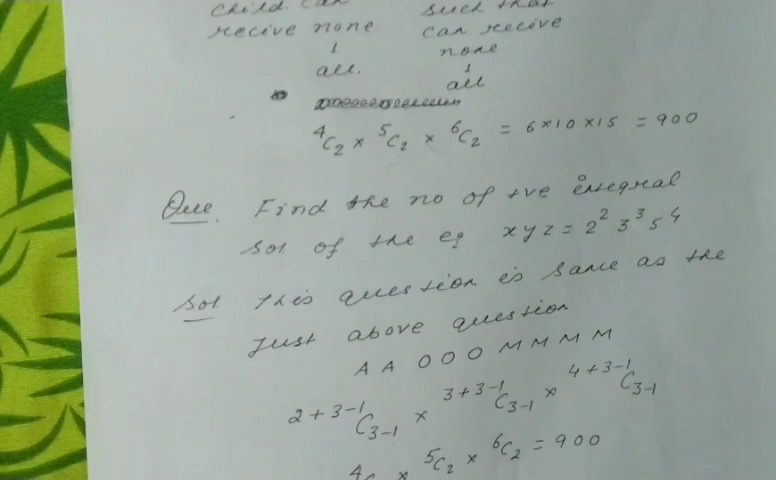 child can such that
recive none can recive
1 none
all. 1
all
⁴C₂ × ⁵C₂ × ⁶C₂ = 6×10×15 = 900
Que. Find the no of +ve integral
sol of the eq xyz = 2² 3³ 5⁴
Sol This question is same as the
Just above question
A A O O O M M M M
²⁺³⁻¹C₃₋₁ × ³⁺³⁻¹C₃₋₁ × ⁴⁺³⁻¹C₃₋₁
⁴C × ⁵C₂ × ⁶C₂ = 900